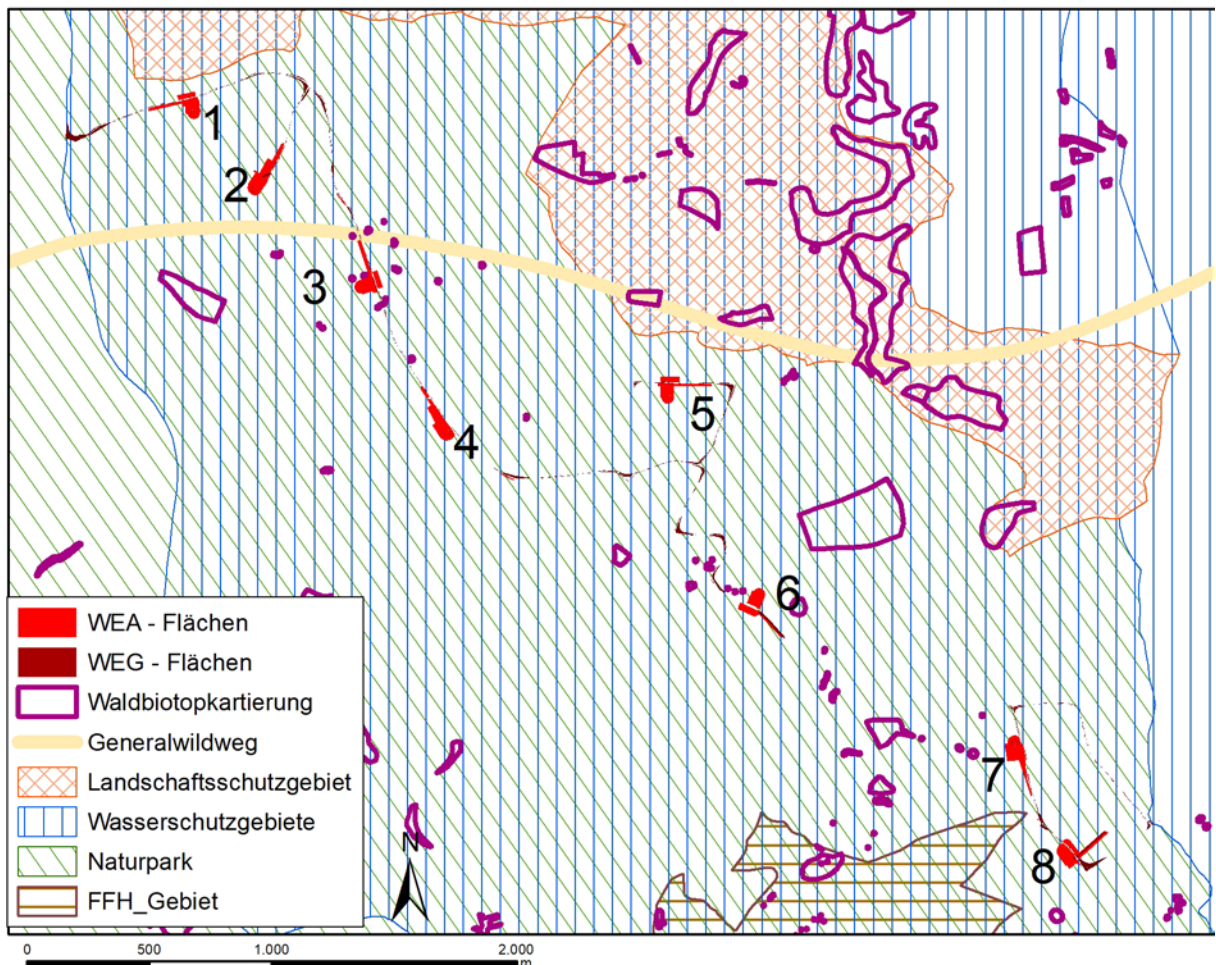 1
2
3
4
5
6
7
8
WEA - Flächen
WEG - Flächen
Waldbiotopkartierung
Generalwildweg
Landschaftsschutzgebiet
Wasserschutzgebiete
Naturpark
FFH_Gebiet
N
0 500 1.000 2.000
m